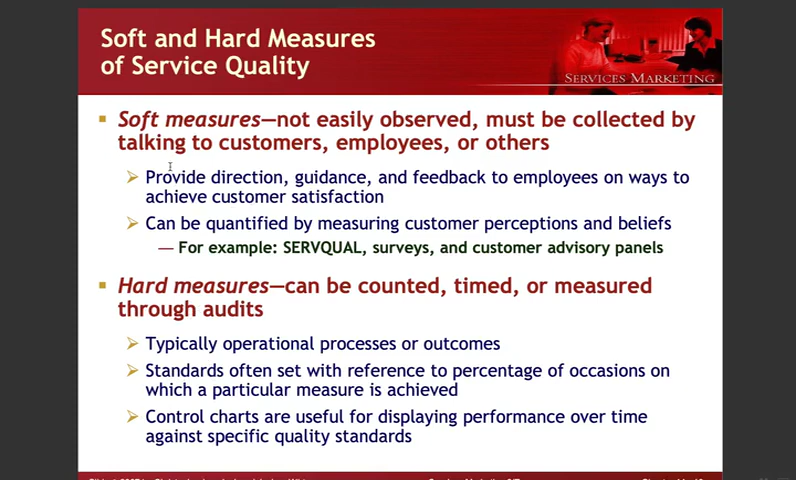 Soft and Hard Measures
of Service Quality
SERVICES MARKETING
Soft measures—not easily observed, must be collected by
talking to customers, employees, or others
Provide direction, guidance, and feedback to employees on ways to
achieve customer satisfaction
Can be quantified by measuring customer perceptions and beliefs
— For example: SERVQUAL, surveys, and customer advisory panels
Hard measures—can be counted, timed, or measured
through audits
Typically operational processes or outcomes
Standards often set with reference to percentage of occasions on
which a particular measure is achieved
Control charts are useful for displaying performance over time
against specific quality standards